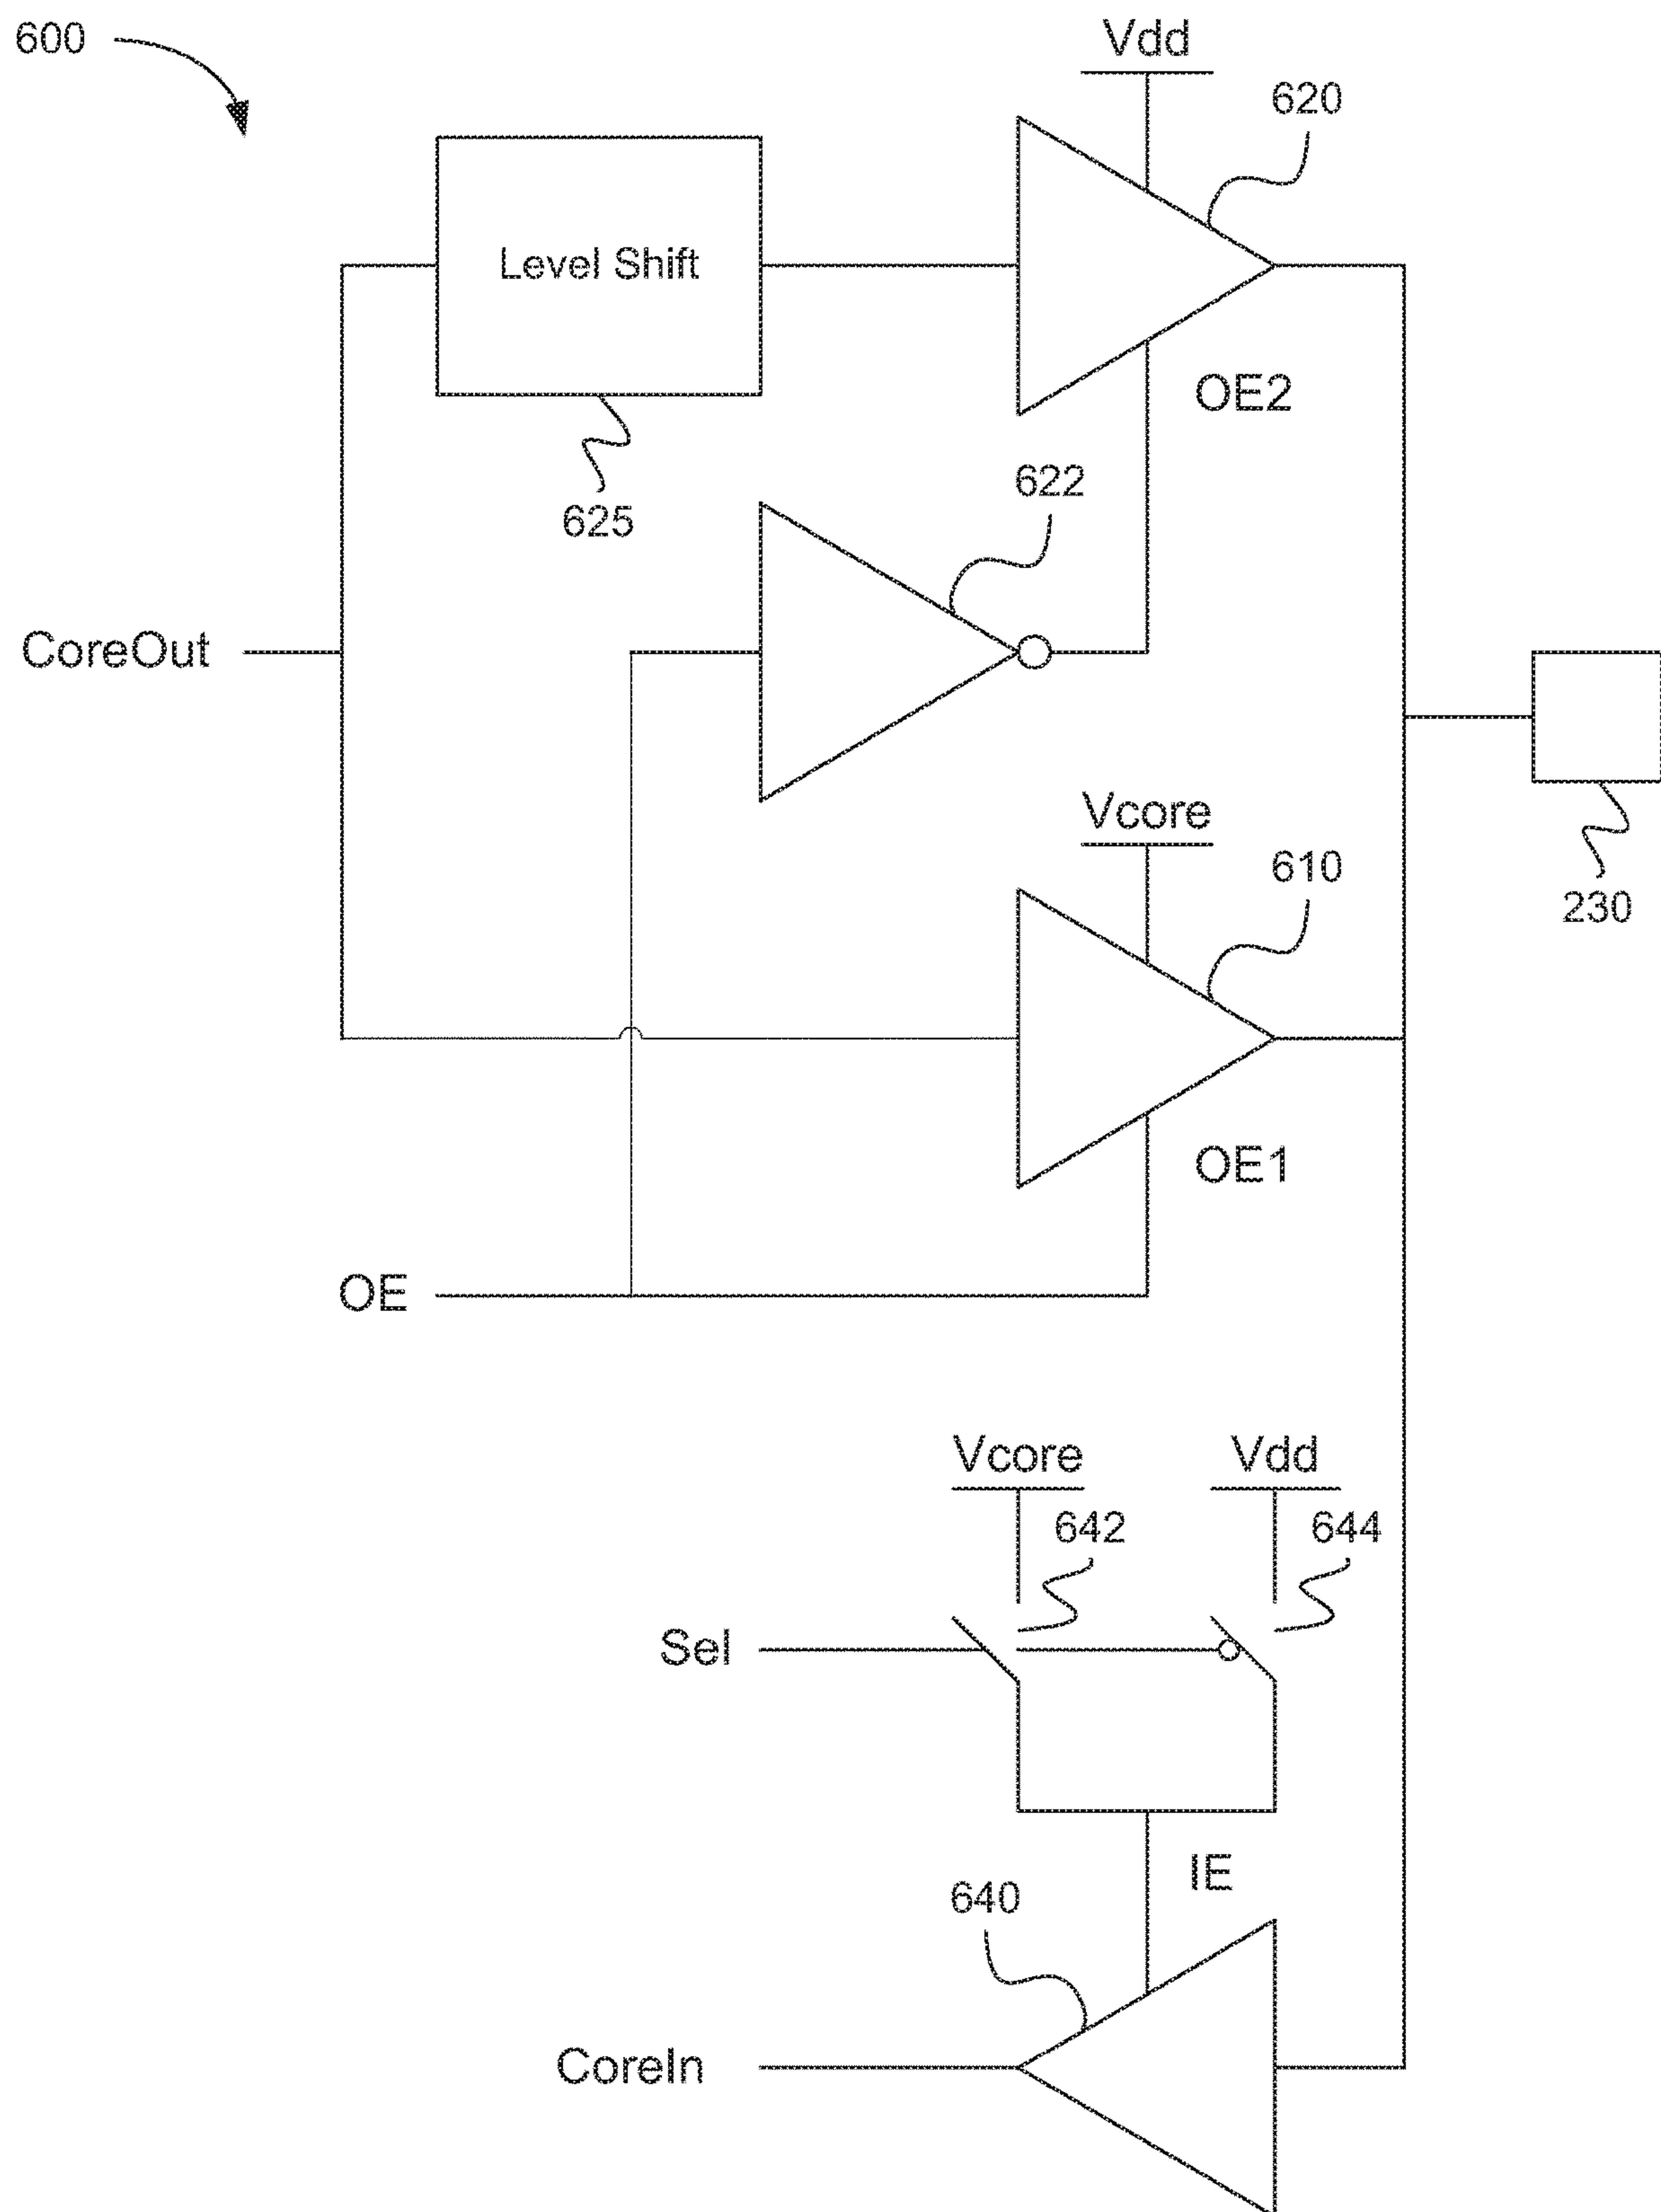 600
Vdd
620
Level Shift
OE2
622
625
CoreOut
Vcore
610
230
OE1
OE
Vcore
Vdd
642
644
Sel
IE
640
CoreIn